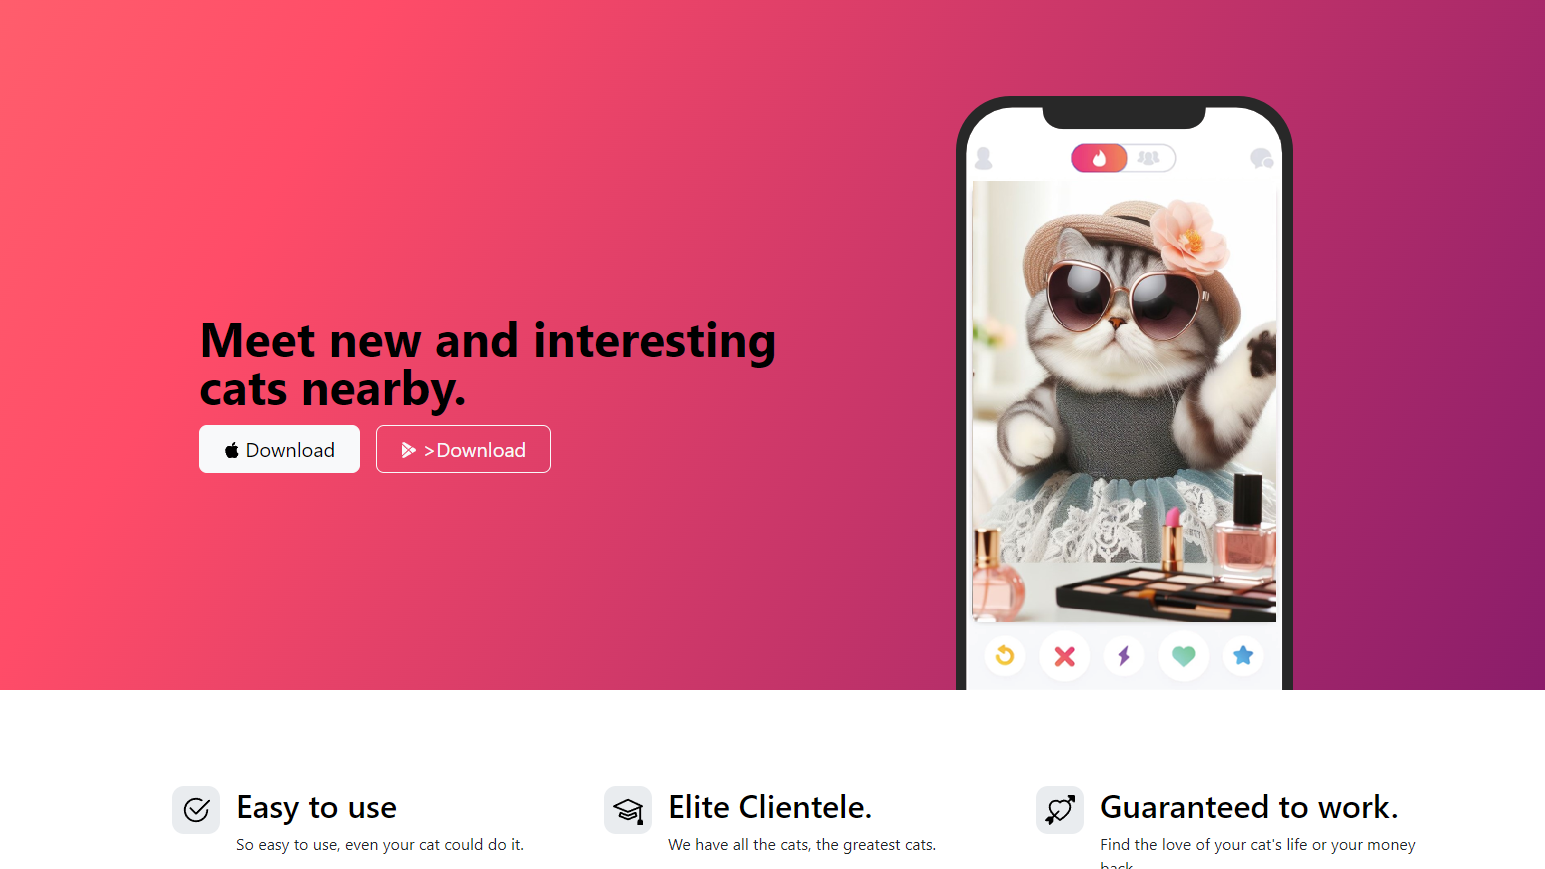 Meet new and interesting
cats nearby.
Download
>Download
Easy to use
So easy to use, even your cat could do it.
Elite Clientele.
We have all the cats, the greatest cats.
Guaranteed to work.
Find the love of your cat's life or your money
back.